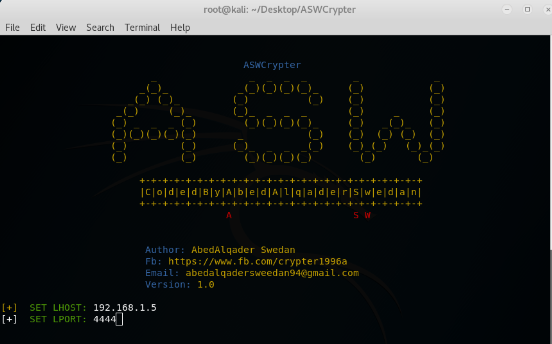 root@kali: ~/Desktop/ASWCrypter
File Edit View Search Terminal Help
ASWCrypter
ASW
|C|o|d|e|d|B|y|A|b|e|d|A|l|q|a|d|e|r|S|w|e|d|a|n|
A S W
Author: AbedAlqader Swedan
Fb: https://www.fb.com/crypter1996a
Email: abedalqadersweedan94@gmail.com
Version: 1.0
[+] SET LHOST: 192.168.1.5
[+] SET LPORT: 4444